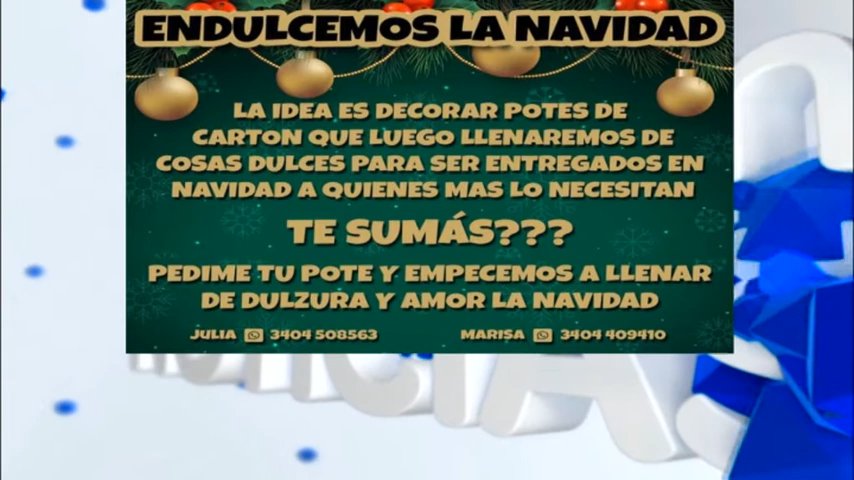 ENDULCEMOS LA NAVIDAD
LA IDEA ES DECORAR POTES DE
CARTON QUE LUEGO LLENAREMOS DE
COSAS DULCES PARA SER ENTREGADOS EN
NAVIDAD A QUIENES MAS LO NECESITAN
TE SUMÁS???
PEDIME TU POTE Y EMPECEMOS A LLENAR
DE DULZURA Y AMOR LA NAVIDAD
JULIA 3404 508563 MARISA 3404 409410